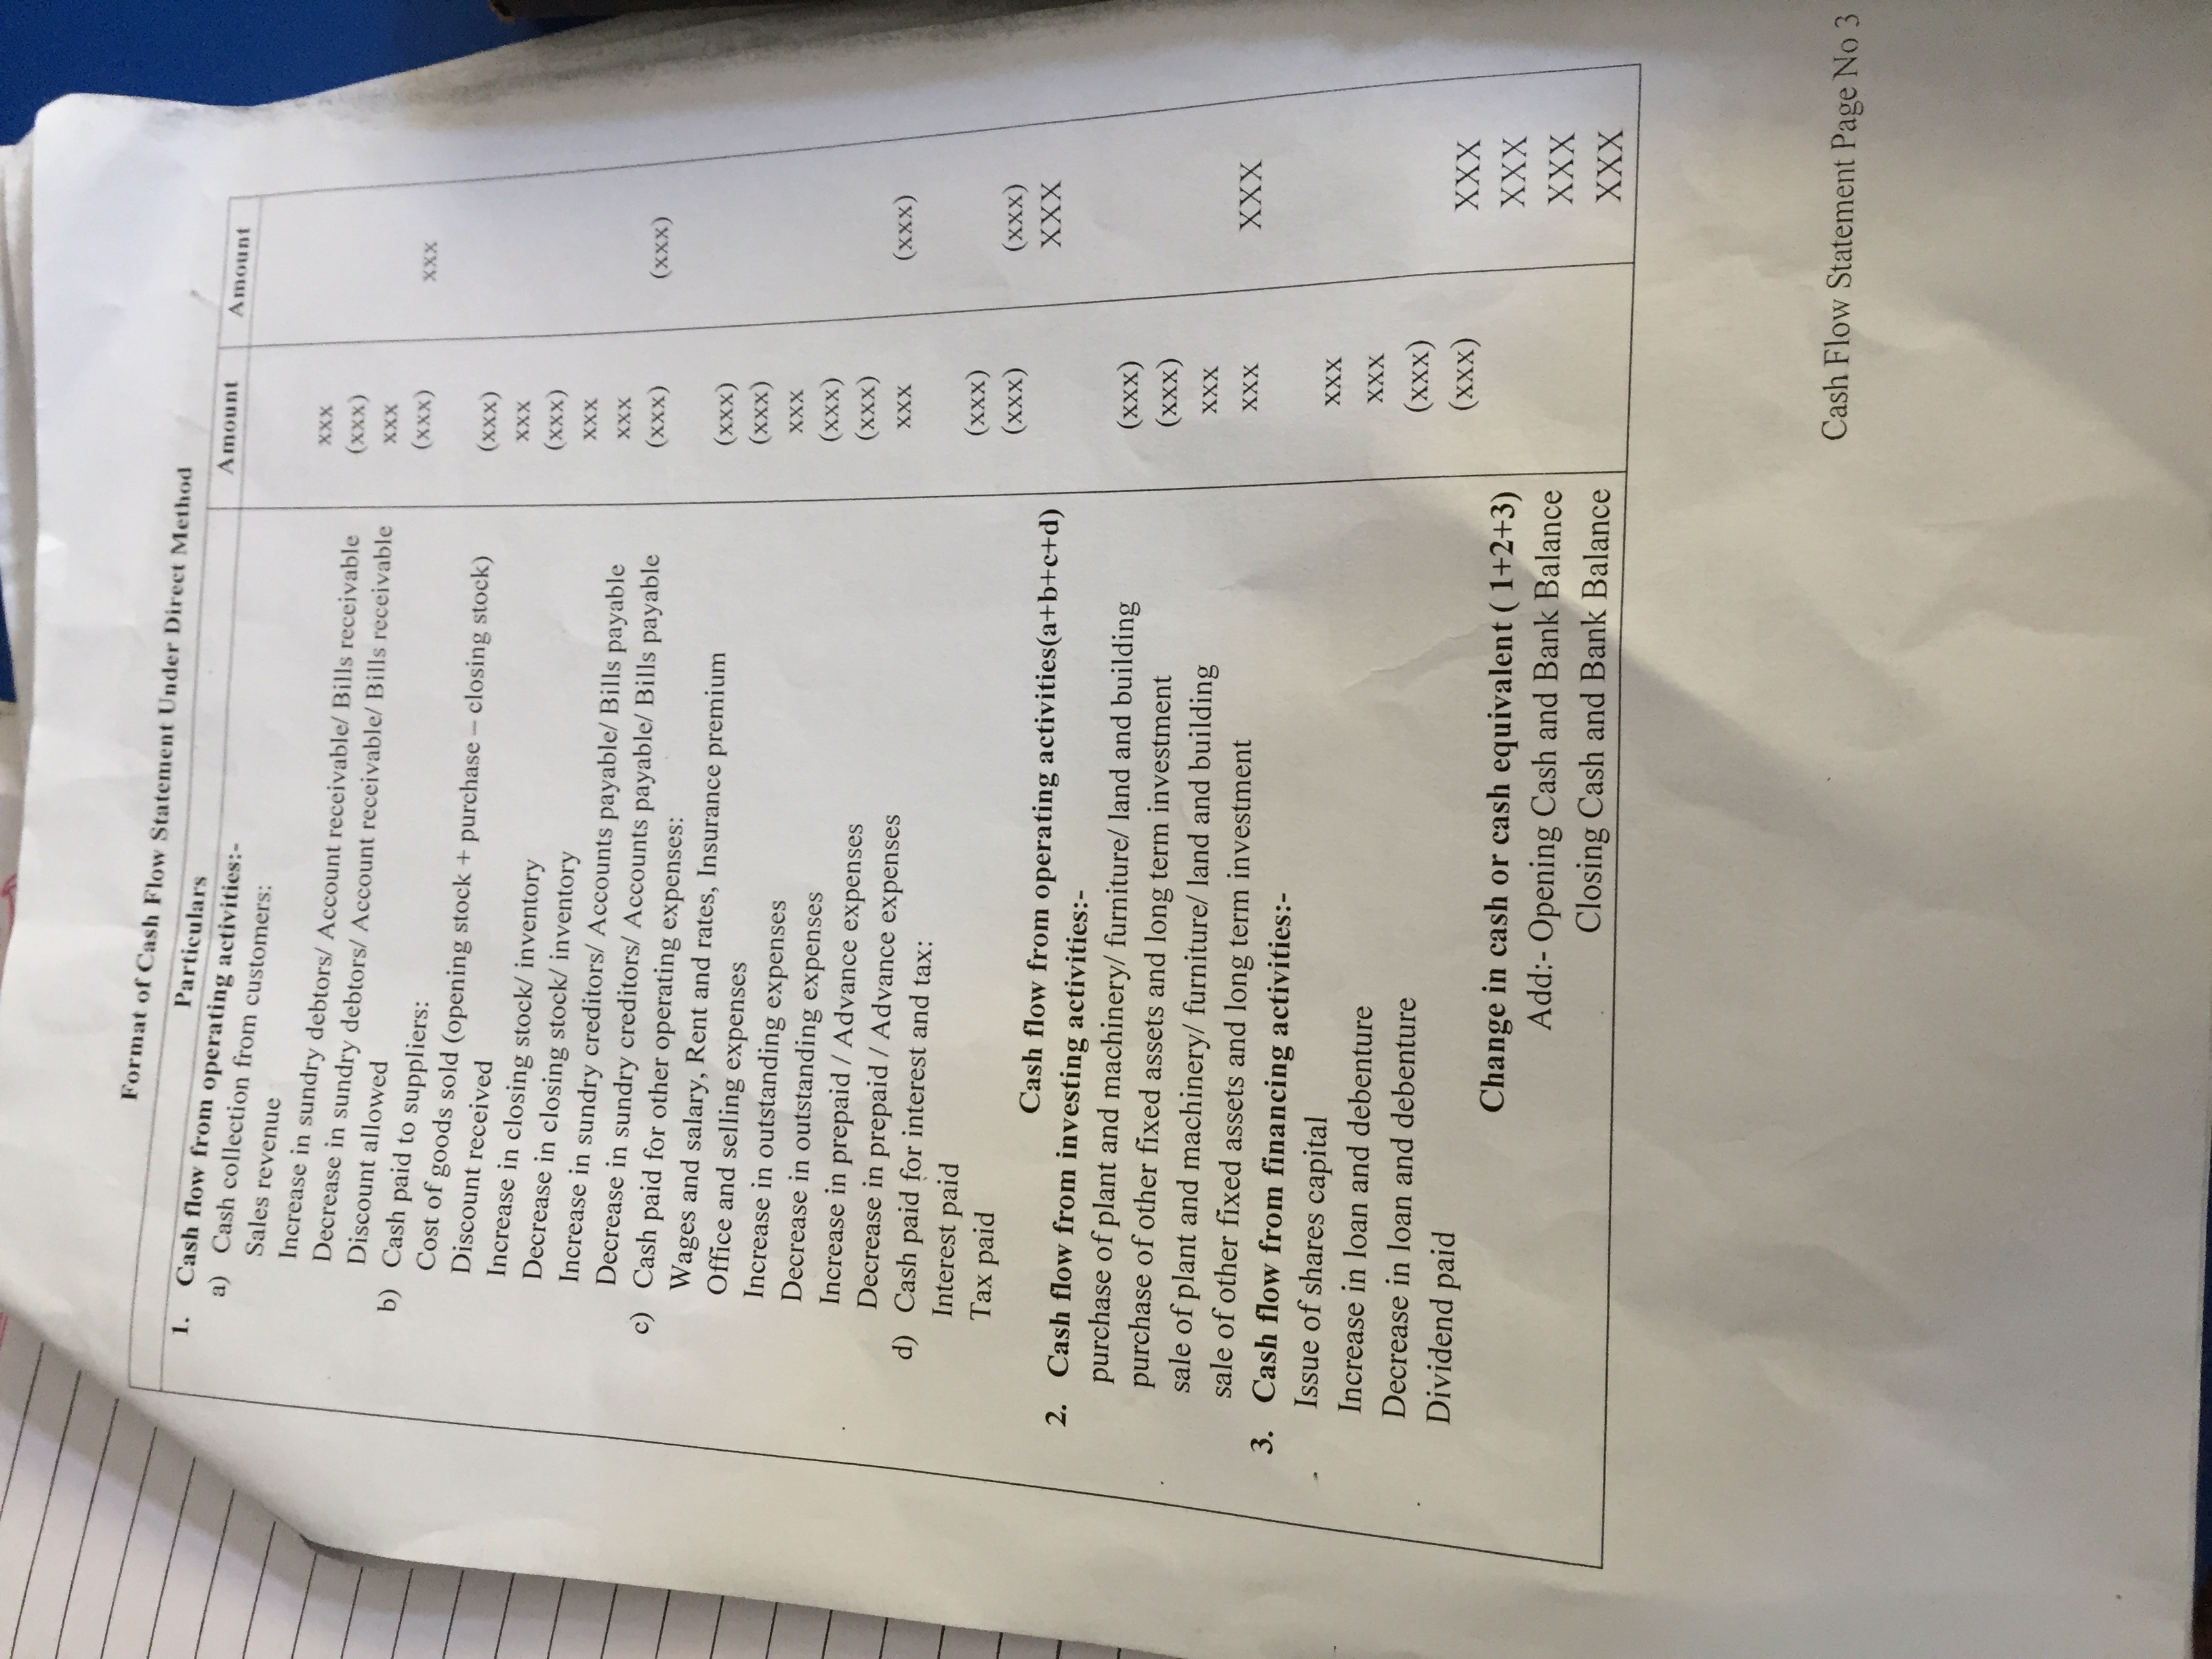 Format of Cash Flow Statement Under Direct Method
Particulars Amount Amount
1. Cash flow from operating activities:-
a) Cash collection from customers:
Sales revenue xxx
Increase in sundry debtors/ Account receivable/ Bills receivable (xxx)
Decrease in sundry debtors/ Account receivable/ Bills receivable xxx
Discount allowed (xxx) xxx
b) Cash paid to suppliers:
Cost of goods sold (opening stock + purchase – closing stock) (xxx)
Discount received xxx
Increase in closing stock/ inventory (xxx)
Decrease in closing stock/ inventory xxx
Increase in sundry creditors/ Accounts payable/ Bills payable xxx
Decrease in sundry creditors/ Accounts payable/ Bills payable (xxx) (xxx)
c) Cash paid for other operating expenses:
Wages and salary, Rent and rates, Insurance premium (xxx)
Office and selling expenses (xxx)
Increase in outstanding expenses xxx
Decrease in outstanding expenses (xxx)
Increase in prepaid / Advance expenses (xxx)
Decrease in prepaid / Advance expenses xxx (xxx)
d) Cash paid for interest and tax:
Interest paid (xxx)
Tax paid (xxx) (xxx)
Cash flow from operating activities(a+b+c+d) XXX
2. Cash flow from investing activities:-
purchase of plant and machinery/ furniture/ land and building (xxx)
purchase of other fixed assets and long term investment (xxx)
sale of plant and machinery/ furniture/ land and building xxx
sale of other fixed assets and long term investment xxx XXX
3. Cash flow from financing activities:-
Issue of shares capital xxx
Increase in loan and debenture xxx
Decrease in loan and debenture (xxx)
Dividend paid (xxx) XXX
Change in cash or cash equivalent ( 1+2+3) XXX
Add:- Opening Cash and Bank Balance XXX
Closing Cash and Bank Balance XXX
Cash Flow Statement Page No 3